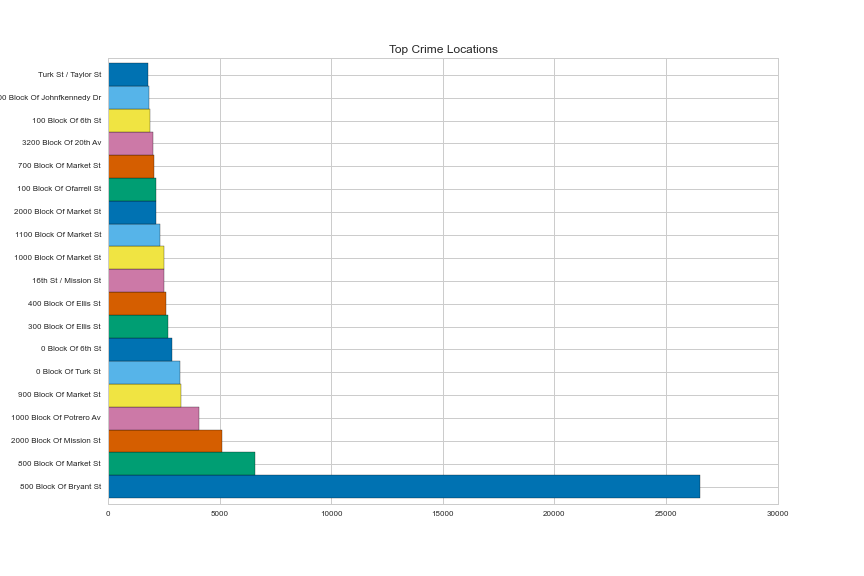 Top Crime Locations
Turk St / Taylor St
00 Block Of Johnfkennedy Dr
100 Block Of 6th St
3200 Block Of 20th Av
700 Block Of Market St
100 Block Of Ofarrell St
2000 Block Of Market St
1100 Block Of Market St
1000 Block Of Market St
16th St / Mission St
400 Block Of Ellis St
300 Block Of Ellis St
0 Block Of 6th St
0 Block Of Turk St
900 Block Of Market St
1000 Block Of Potrero Av
2000 Block Of Mission St
800 Block Of Market St
800 Block Of Bryant St
0 5000 10000 15000 20000 25000 30000